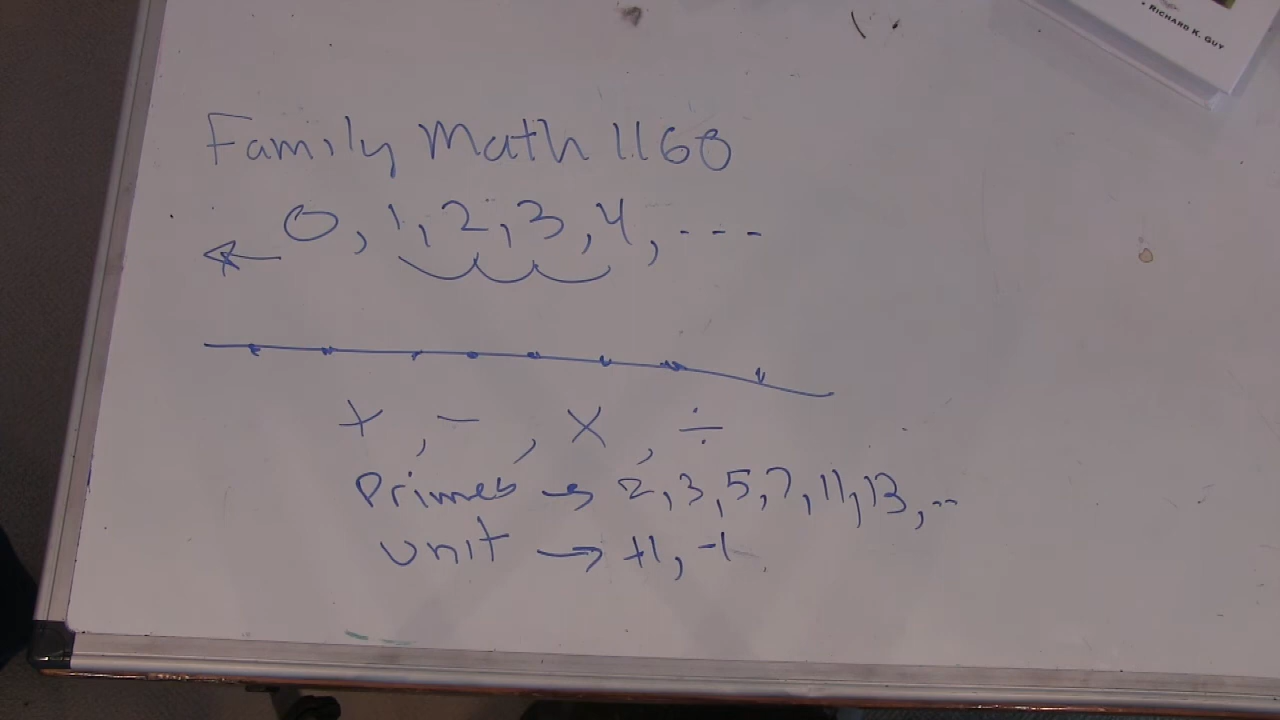 • RICHARD K. GUY
Family Math 1168
0, 1, 2, 3, 4, ---
+, -, x, ÷
Primes → 2, 3, 5, 7, 11, 13, --
unit → +1, -1